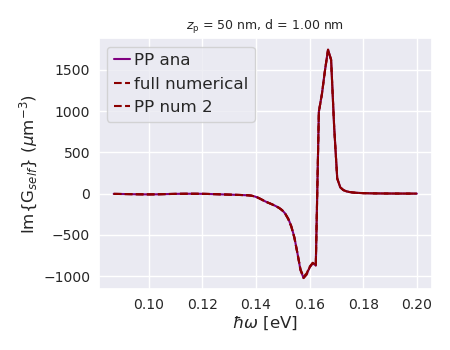 z_p = 50 nm, d = 1.00 nm
PP ana
full numerical
PP num 2
Im{G_self} (μm⁻³)
1500
1000
500
0
−500
−1000
0.10 0.12 0.14 0.16 0.18 0.20
ℏω [eV]